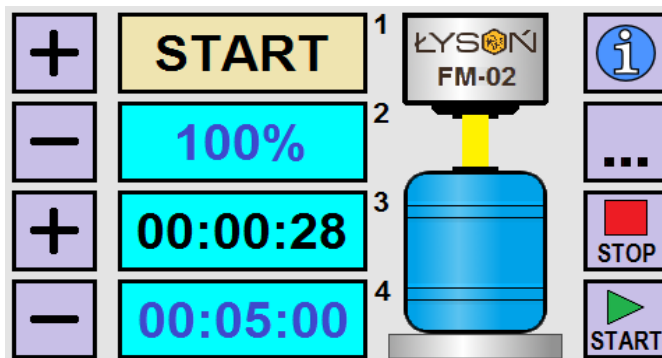 +
START
1
ŁYSOŃ
FM-02
−
100%
2
...
+
00:00:28
3
STOP
−
00:05:00
4
START